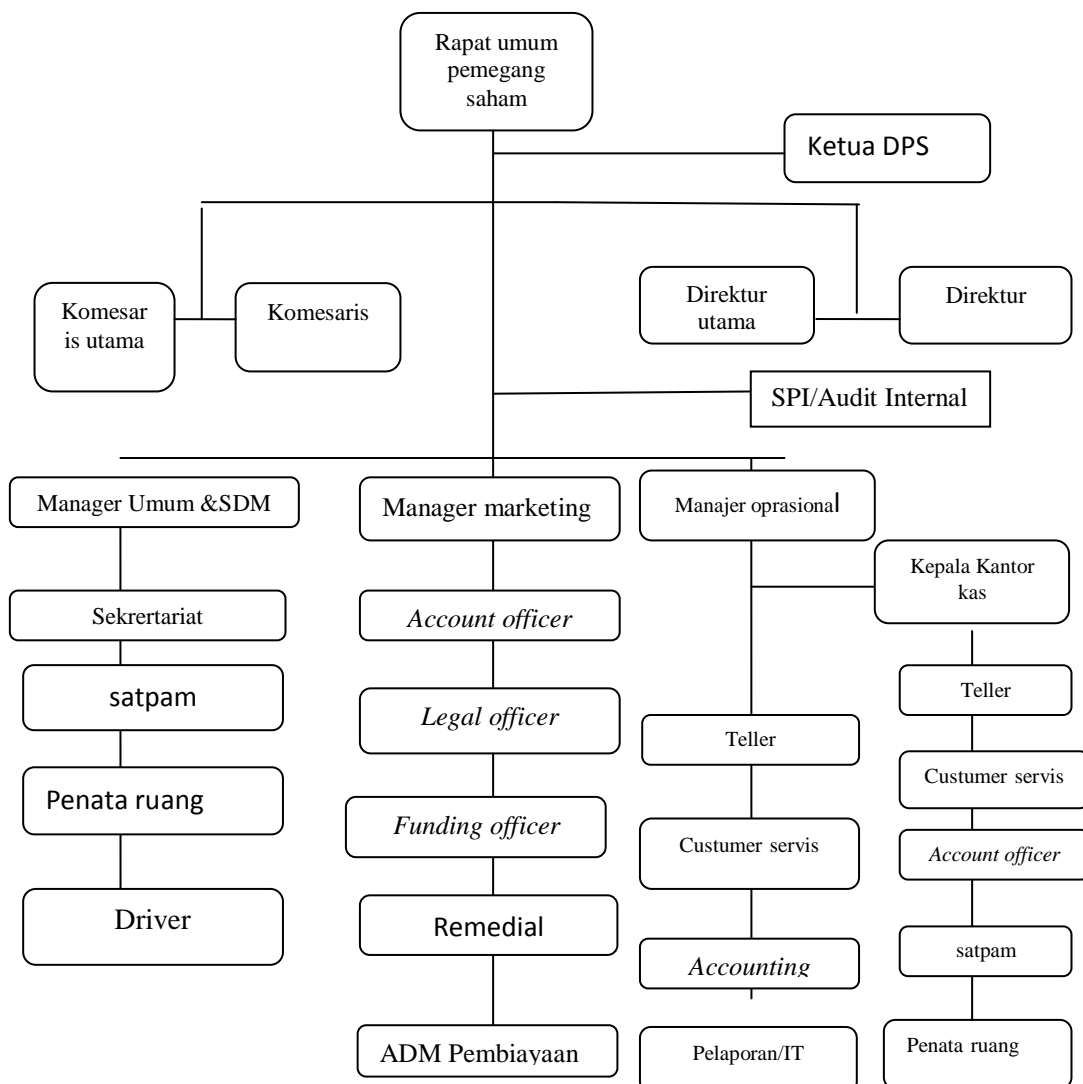 Rapat umum
pemegang
saham
Ketua DPS
Komesar
is utama
Komesaris
Direktur
utama
Direktur
SPI/Audit Internal
Manager Umum &SDM
Manager marketing
Manajer oprasional
Kepala Kantor
kas
Sekrertariat
Account officer
Teller
satpam
Legal officer
Teller
Custumer servis
Penata ruang
Funding officer
Custumer servis
Account officer
Driver
Remedial
Accounting
satpam
ADM Pembiayaan
Pelaporan/IT
Penata ruang